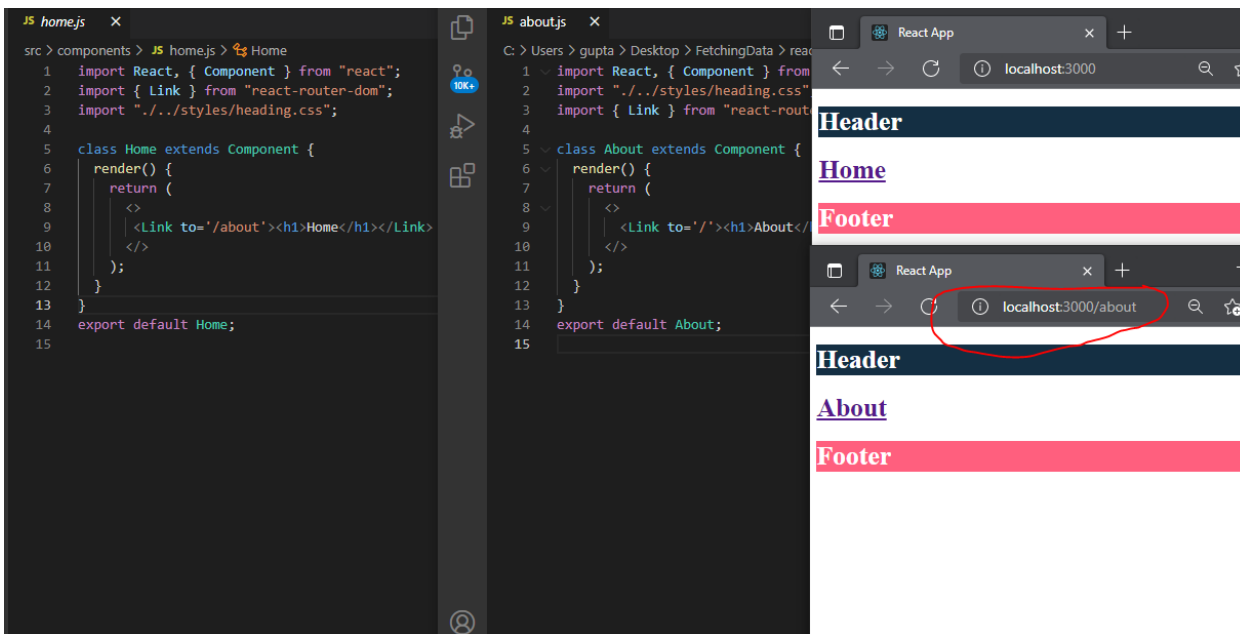 JS home.js
src > components > JS home.js > Home
1 import React, { Component } from "react";
2 import { Link } from "react-router-dom";
3 import "./../styles/heading.css";
4
5 class Home extends Component {
6 render() {
7 return (
8 <>
9 <Link to='/about'><h1>Home</h1></Link>
10 </>
11 );
12 }
13 }
14 export default Home;
15
10K+
JS about.js
C: > Users > gupta > Desktop > FetchingData > reac
1 import React, { Component } from
2 import "./../styles/heading.css"
3 import { Link } from "react-rout
4
5 class About extends Component {
6 render() {
7 return (
8 <>
9 <Link to='/'><h1>About</
10 </>
11 );
12 }
13 }
14 export default About;
15
React App
localhost:3000
Header
Home
Footer
React App
localhost:3000/about
Header
About
Footer